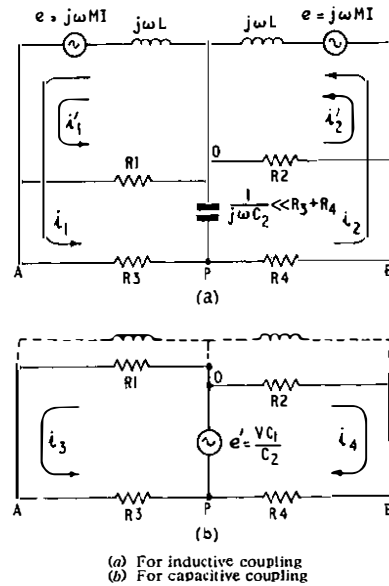 e = jωMI jωL jωL e = jωMI
i'₁ i'₂
R1 O R2
1/jωC₂ ≪R₃+R₄
i₁ i₂
A R3 P R4 B
(a)
R1 O R2
i₃ e' = VC₁/C₂ i₄
A R3 P R4 B
(b)
(a) For inductive coupling
(b) For capacitive coupling